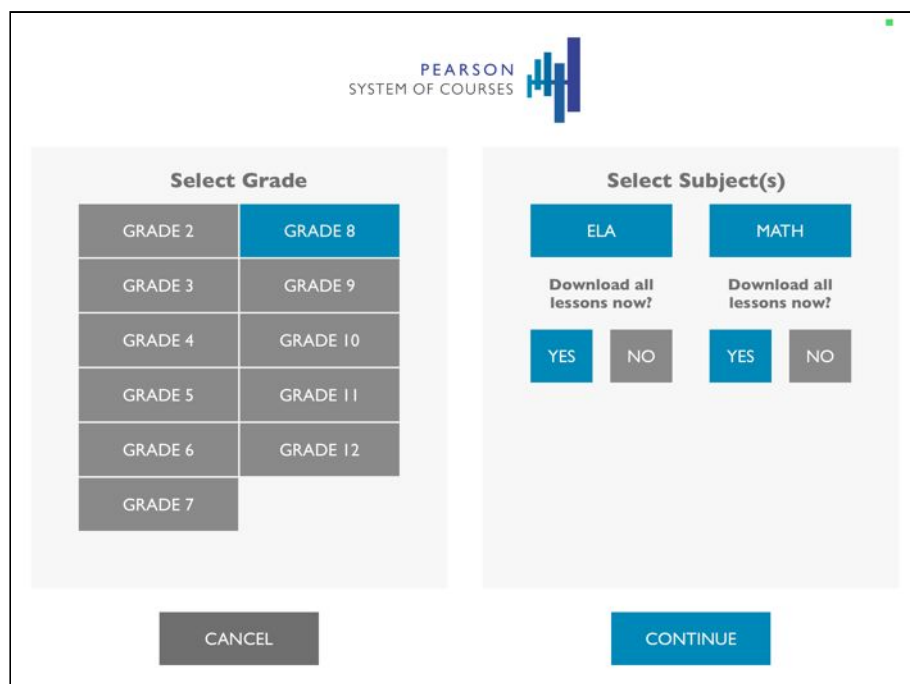 PEARSON
SYSTEM OF COURSES
Select Grade
GRADE 2
GRADE 8
GRADE 3
GRADE 9
GRADE 4
GRADE 10
GRADE 5
GRADE 11
GRADE 6
GRADE 12
GRADE 7
Select Subject(s)
ELA
MATH
Download all
lessons now?
Download all
lessons now?
YES
NO
YES
NO
CANCEL
CONTINUE